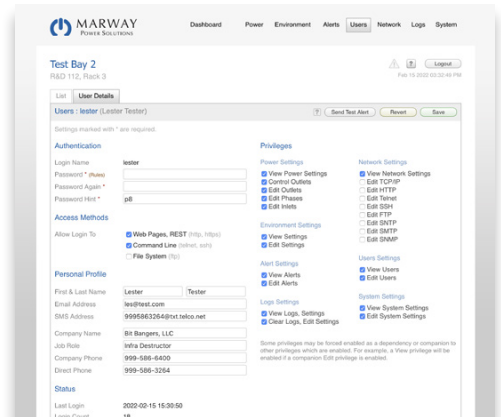 MARWAY
POWER SOLUTIONS
Dashboard Power Environment Alerts Users Network Logs System
Test Bay 2
R&D 112, Rack 3
? Logout
Feb 15 2022 03:32:46 PM
List User Details
Users : lester (Lester Tester)
? Send Test Alert Revert Save
Settings marked with * are required.
Authentication
Login Name lester
Password * (Rules)
Password Again *
Password Hint * p8
Access Methods
Allow Login To Web Pages, REST (http, https)
Command Line (telnet, ssh)
File System (ftp)
Personal Profile
First & Last Name Lester Tester
Email Address les@test.com
SMS Address 9995863264@txt.telco.net
Company Name Bit Bangers, LLC
Job Role Infra Destructor
Company Phone 999-586-6400
Direct Phone 999-586-3264
Status
Last Login 2022-02-15 15:30:50
Login Count 18
Privileges
Power Settings
View Power Settings
Control Outlets
Edit Outlets
Edit Phases
Edit Inlets
Environment Settings
View Settings
Edit Settings
Alert Settings
View Alerts
Edit Alerts
Logs Settings
View Logs, Settings
Clear Logs, Edit Settings
Network Settings
View Network Settings
Edit TCP/IP
Edit HTTP
Edit Telnet
Edit SSH
Edit FTP
Edit SNTP
Edit SMTP
Edit SNMP
Users Settings
View Users
Edit Users
System Settings
View System Settings
Edit System Settings
Some privileges may be forced enabled as a dependency or companion to
other privileges which are enabled. For example, a View privilege will be
enabled if a companion Edit privilege is enabled.